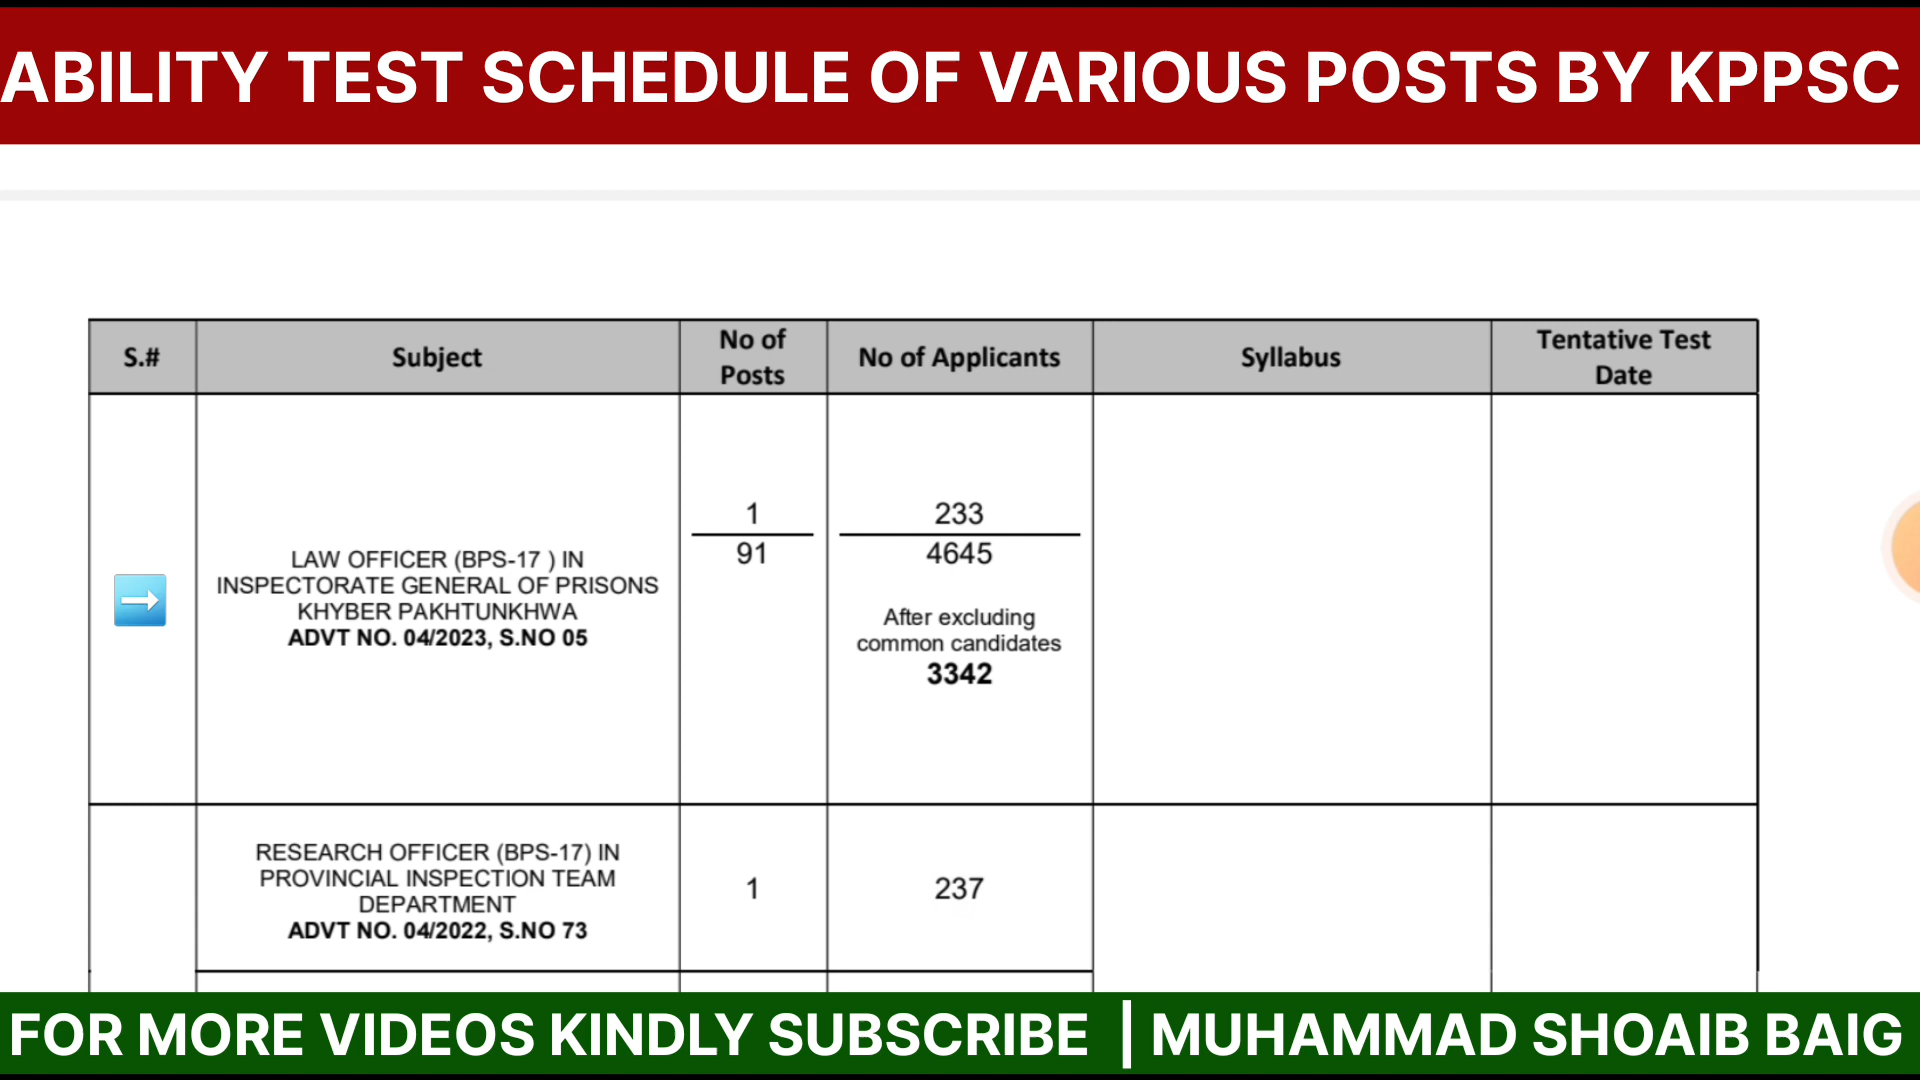 ABILITY TEST SCHEDULE OF VARIOUS POSTS BY KPPSC
S.#
Subject
No of
Posts
No of Applicants
Syllabus
Tentative Test
Date
LAW OFFICER (BPS-17 ) IN
INSPECTORATE GENERAL OF PRISONS
KHYBER PAKHTUNKHWA
ADVT NO. 04/2023, S.NO 05
1
91
233
4645
After excluding
common candidates
3342
RESEARCH OFFICER (BPS-17) IN
PROVINCIAL INSPECTION TEAM
DEPARTMENT
ADVT NO. 04/2022, S.NO 73
1
237
FOR MORE VIDEOS KINDLY SUBSCRIBE | MUHAMMAD SHOAIB BAIG